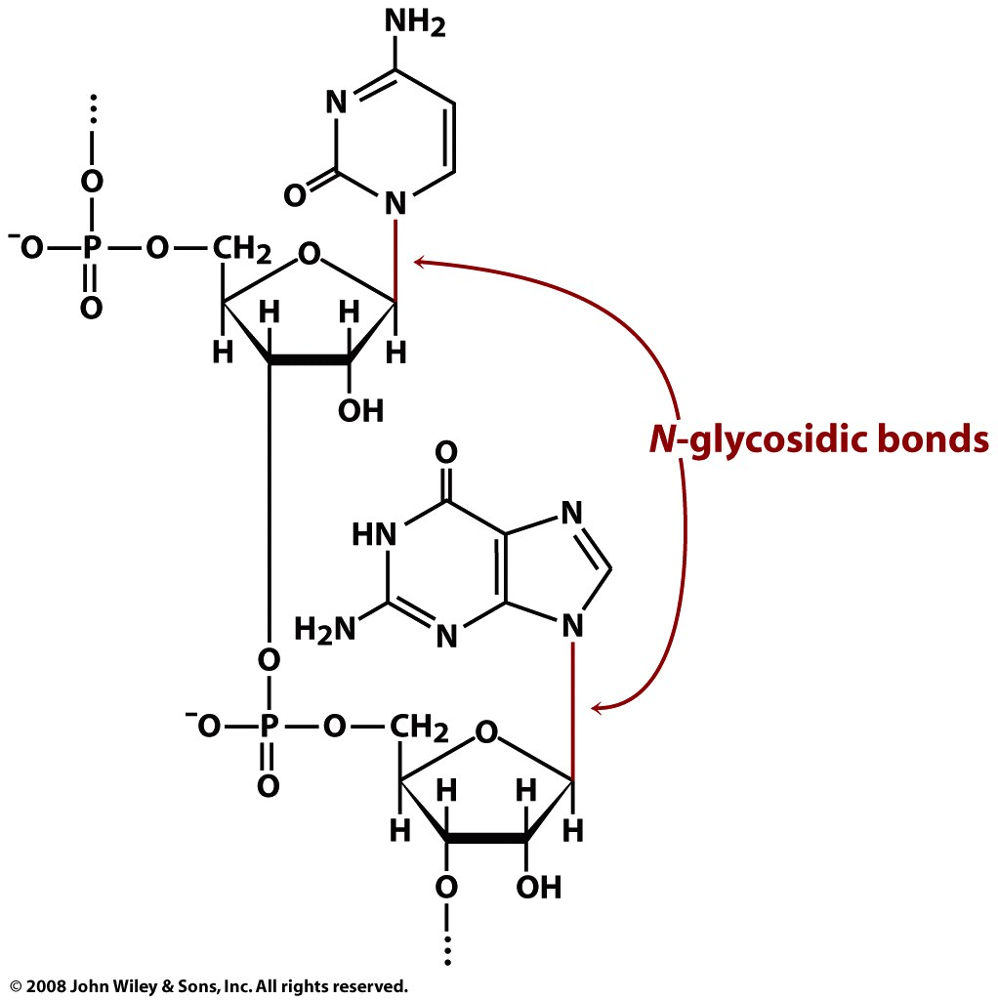 NH2
N
O
N
O
⁻O P O CH2 O
O
H H
H H
OH
N-glycosidic bonds
O
HN N
H2N N N
O
⁻O P O CH2 O
O
H H
H H
O OH
© 2008 John Wiley & Sons, Inc. All rights reserved.